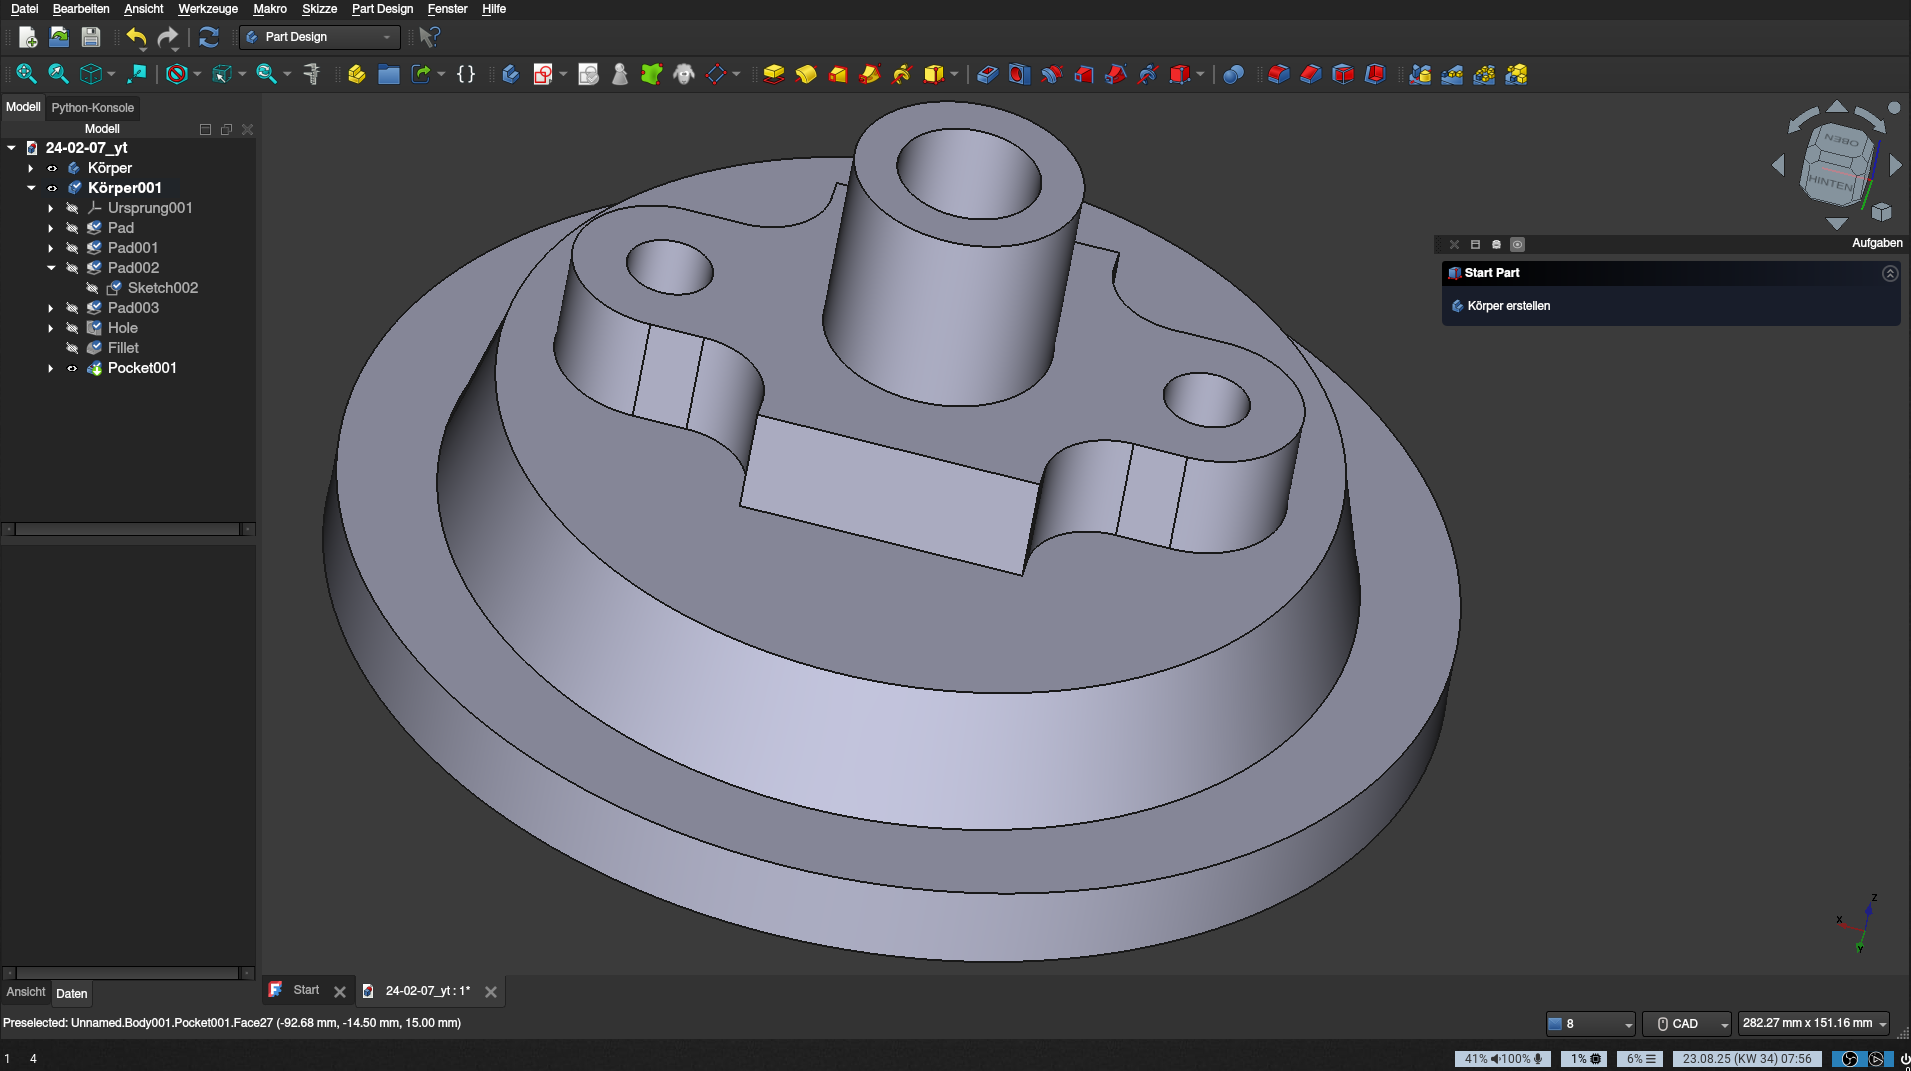 Datei Bearbeiten Ansicht Werkzeuge Makro Skizze Part Design Fenster Hilfe
Part Design
Modell Python-Konsole
Modell
24-02-07_yt
Körper
Körper001
Ursprung001
Pad
Pad001
Pad002
Sketch002
Pad003
Hole
Fillet
Pocket001
OBEN
HINTEN
Aufgaben
Start Part
Körper erstellen
z
x
Y
Ansicht Daten
Start
24-02-07_yt : 1*
Preselected: Unnamed.Body001.Pocket001.Face27 (-92.68 mm, -14.50 mm, 15.00 mm)
8
CAD
282.27 mm x 151.16 mm
1 4
41% 100%
1%
6%
23.08.25 (KW 34) 07:56